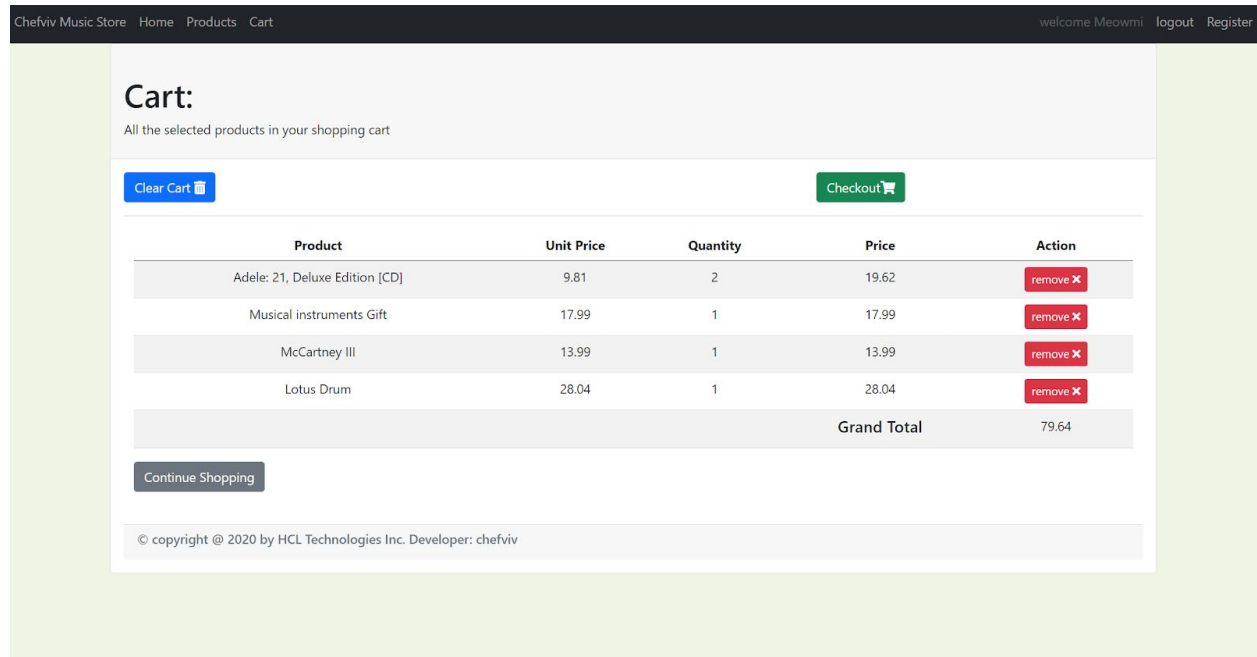 Chefviv Music Store Home Products Cart welcome Meowmi logout Register
Cart:
All the selected products in your shopping cart
Clear Cart Checkout
Product Unit Price Quantity Price Action
Adele: 21, Deluxe Edition [CD] 9.81 2 19.62 remove
Musical instruments Gift 17.99 1 17.99 remove
McCartney III 13.99 1 13.99 remove
Lotus Drum 28.04 1 28.04 remove
Grand Total 79.64
Continue Shopping
© copyright @ 2020 by HCL Technologies Inc. Developer: chefviv